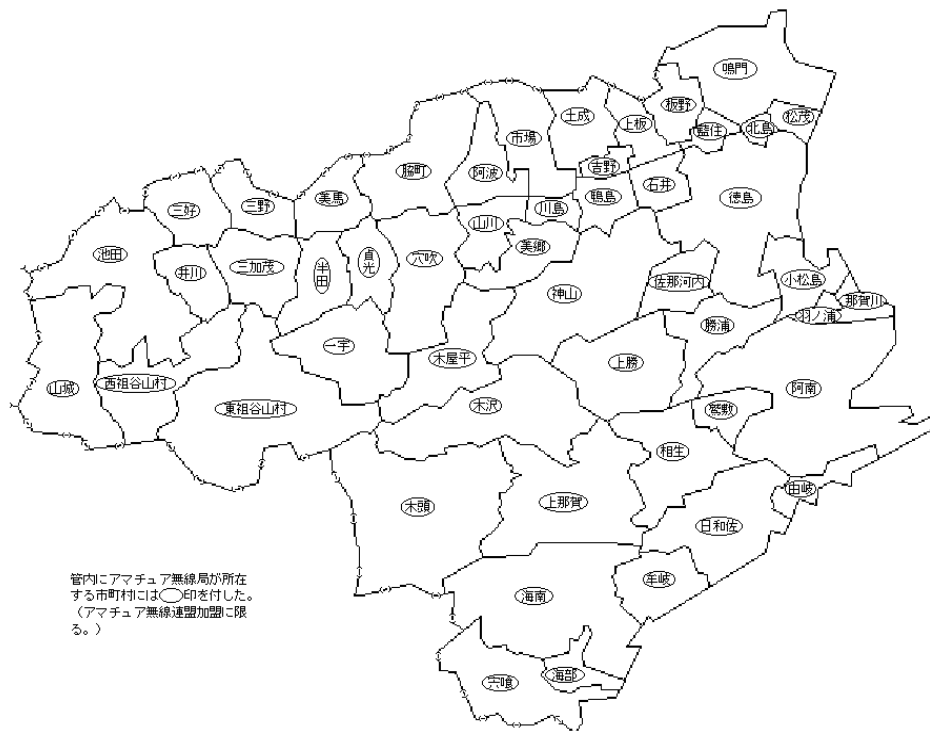 鳴門
板野
松茂
土成
上板
藍住
北島
市場
吉野
脇町
阿波
鴨島
石井
徳島
三好
三野
美馬
川島
山川
美郷
池田
井川
三加茂
半田
貞光
穴吹
佐那河内
小松島
神山
那賀川
羽ノ浦
勝浦
一宇
木屋平
上勝
山城
西祖谷山村
東祖谷山村
木沢
阿南
鷲敷
相生
由岐
木頭
上那賀
日和佐
牟岐
海南
海部
宍喰
管内にアマチュア無線局が所在
する市町村には 印を付した。
(アマチュア無線連盟加盟に限
る。)